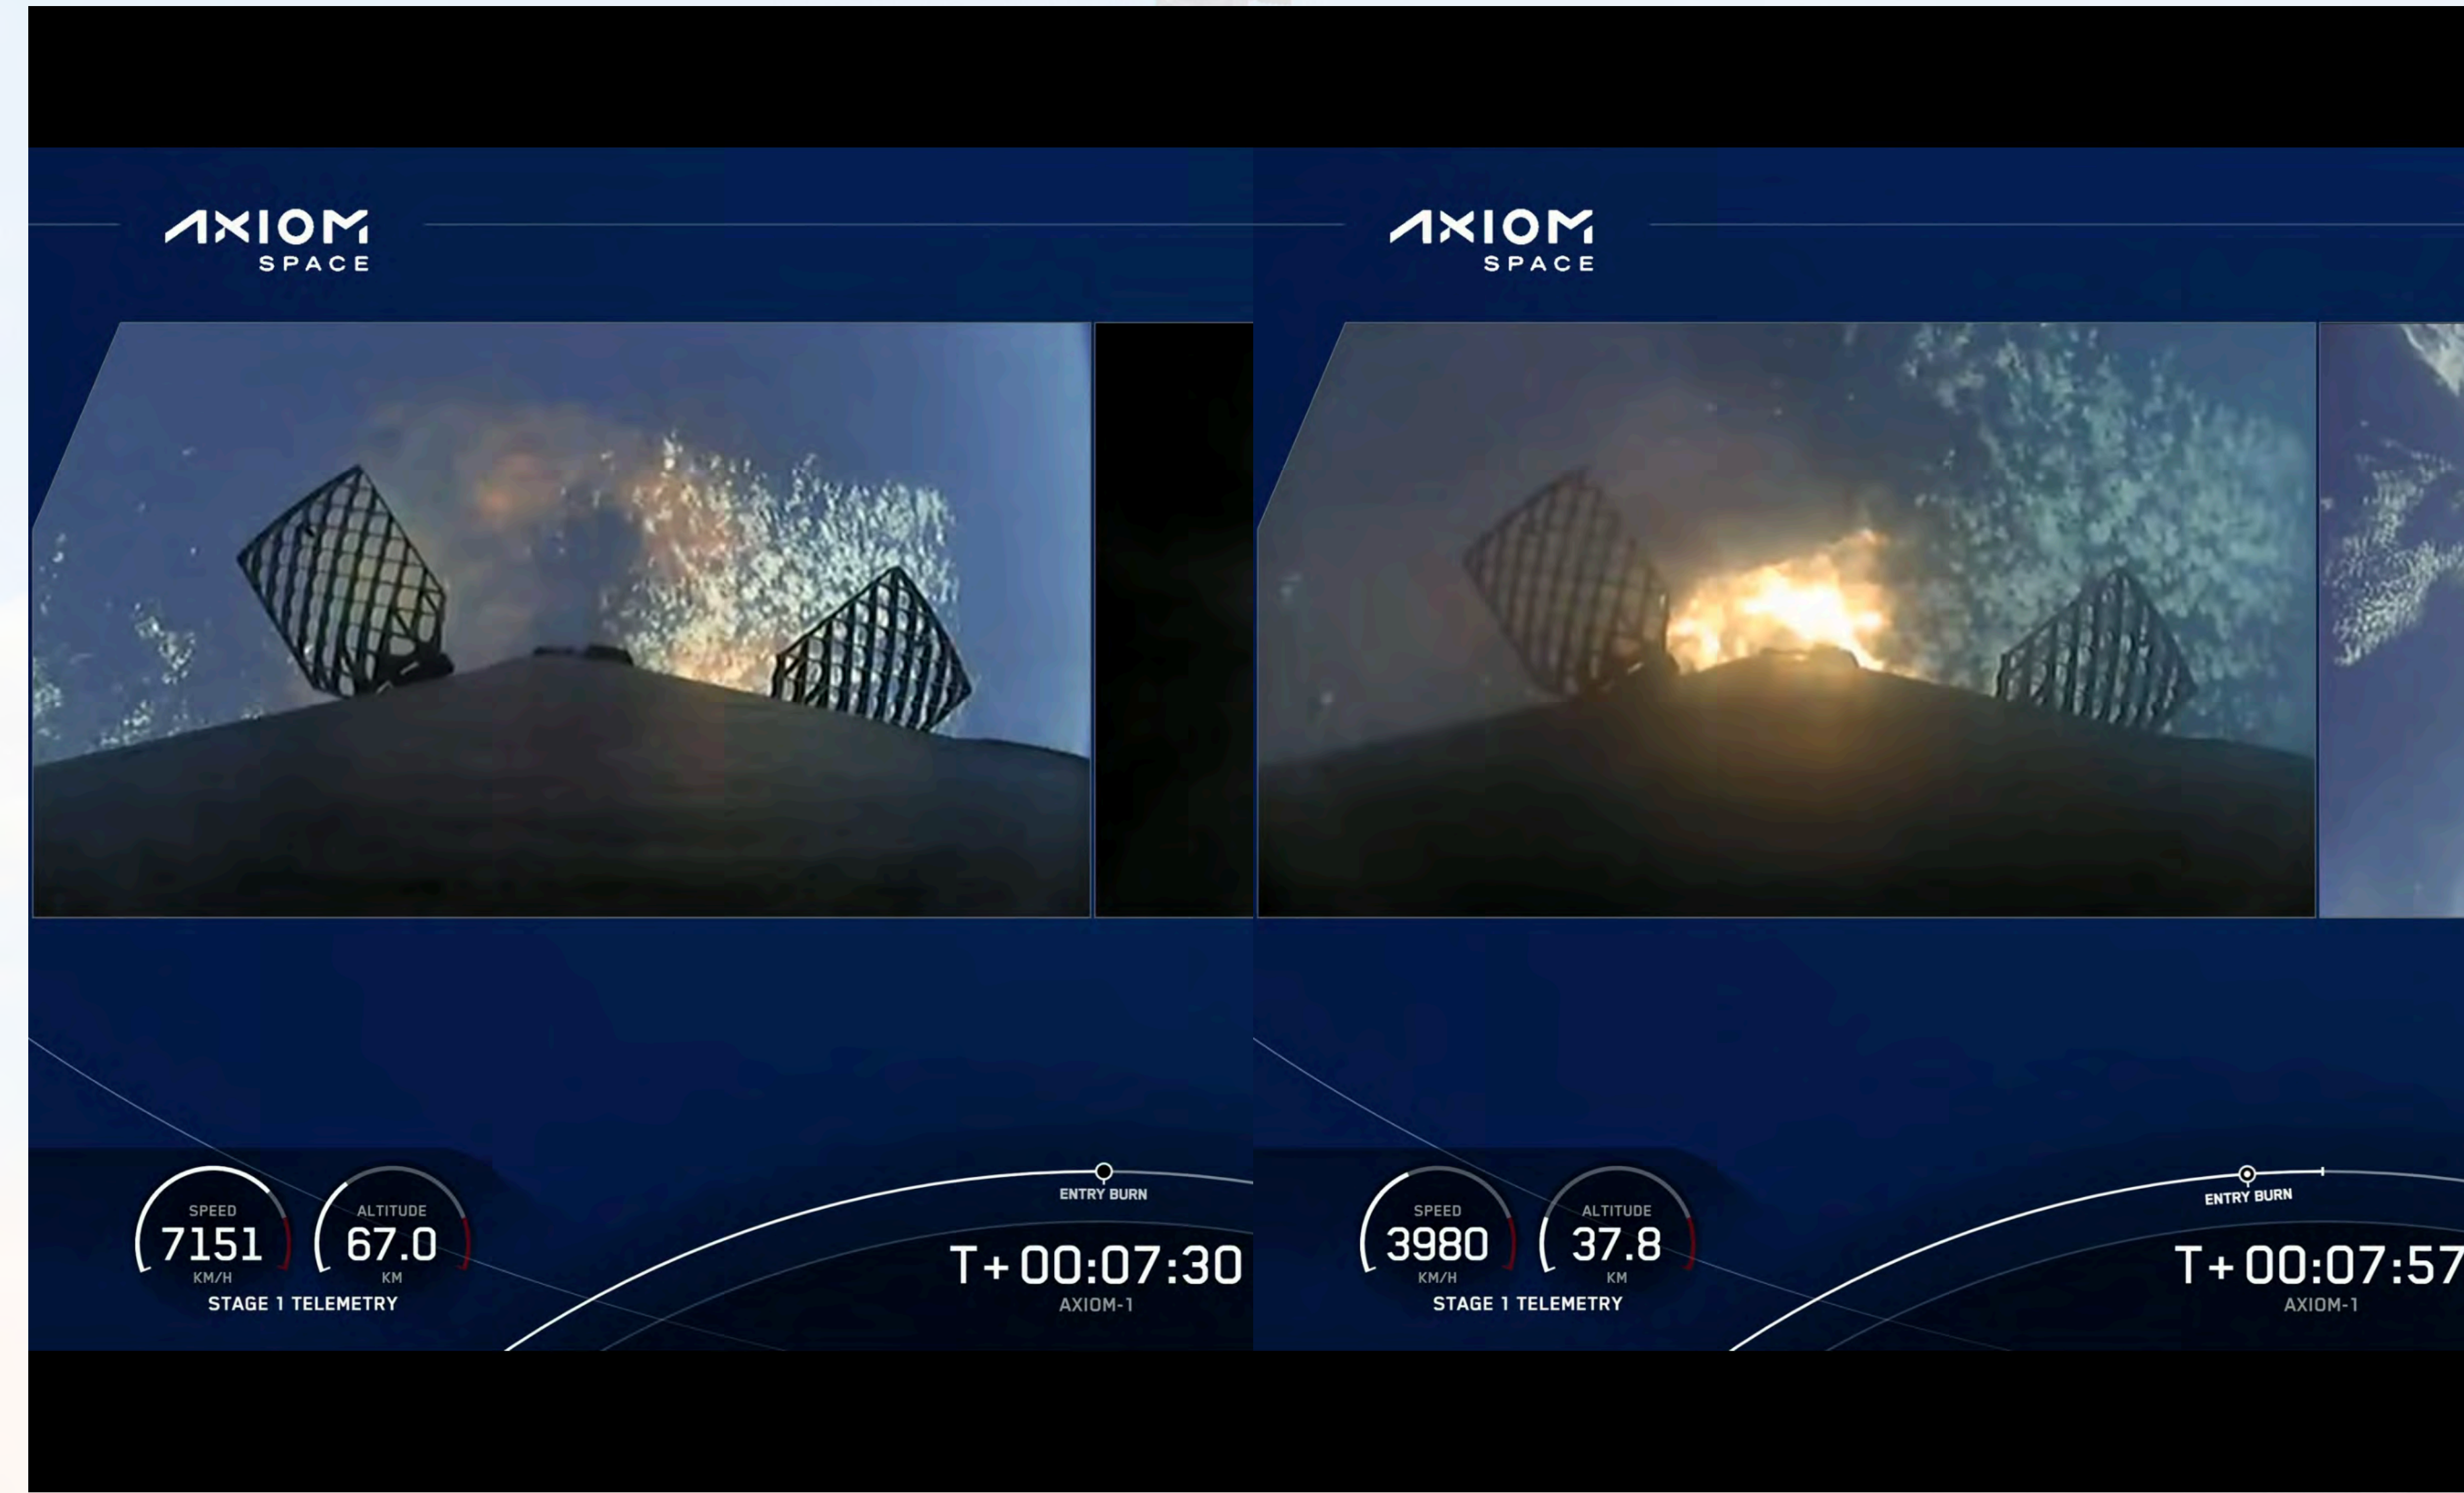 AXIOM
SPACE
SPEED
7151
KM/H
ALTITUDE
67.0
KM
STAGE 1 TELEMETRY
ENTRY BURN
T+00:07:30
AXIOM-1
AXIOM
SPACE
SPEED
3980
KM/H
ALTITUDE
37.8
KM
STAGE 1 TELEMETRY
ENTRY BURN
T+00:07:57
AXIOM-1